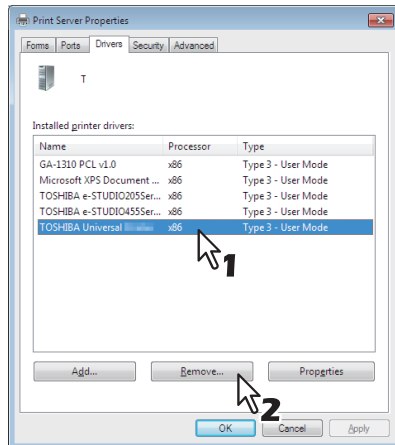 Print Server Properties
Forms Ports Drivers Security Advanced
T
Installed printer drivers:
Name Processor Type
GA-1310 PCL v1.0 x86 Type 3 - User Mode
Microsoft XPS Document ... x86 Type 3 - User Mode
TOSHIBA e-STUDIO205Ser... x86 Type 3 - User Mode
TOSHIBA e-STUDIO455Ser... x86 Type 3 - User Mode
TOSHIBA Universal x86 Type 3 - User Mode
1
Add... Remove... Properties
2
OK Cancel Apply